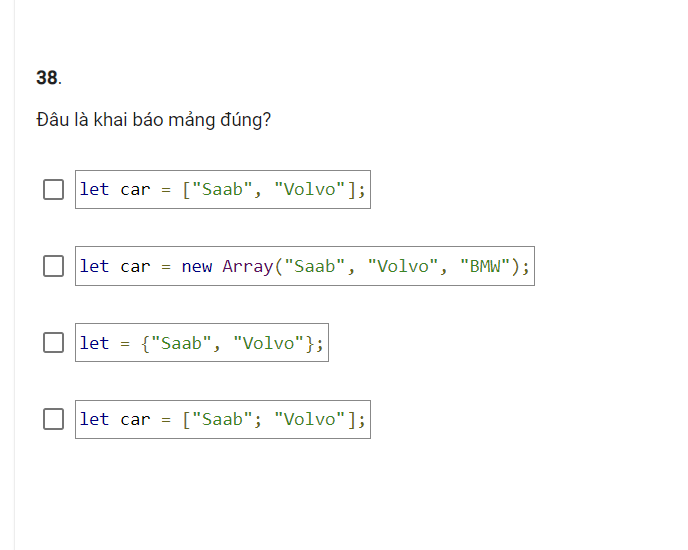 38.
Đâu là khai báo mảng đúng?
let car = ["Saab", "Volvo"];
let car = new Array("Saab", "Volvo", "BMW");
let = {"Saab", "Volvo"};
let car = ["Saab"; "Volvo"];